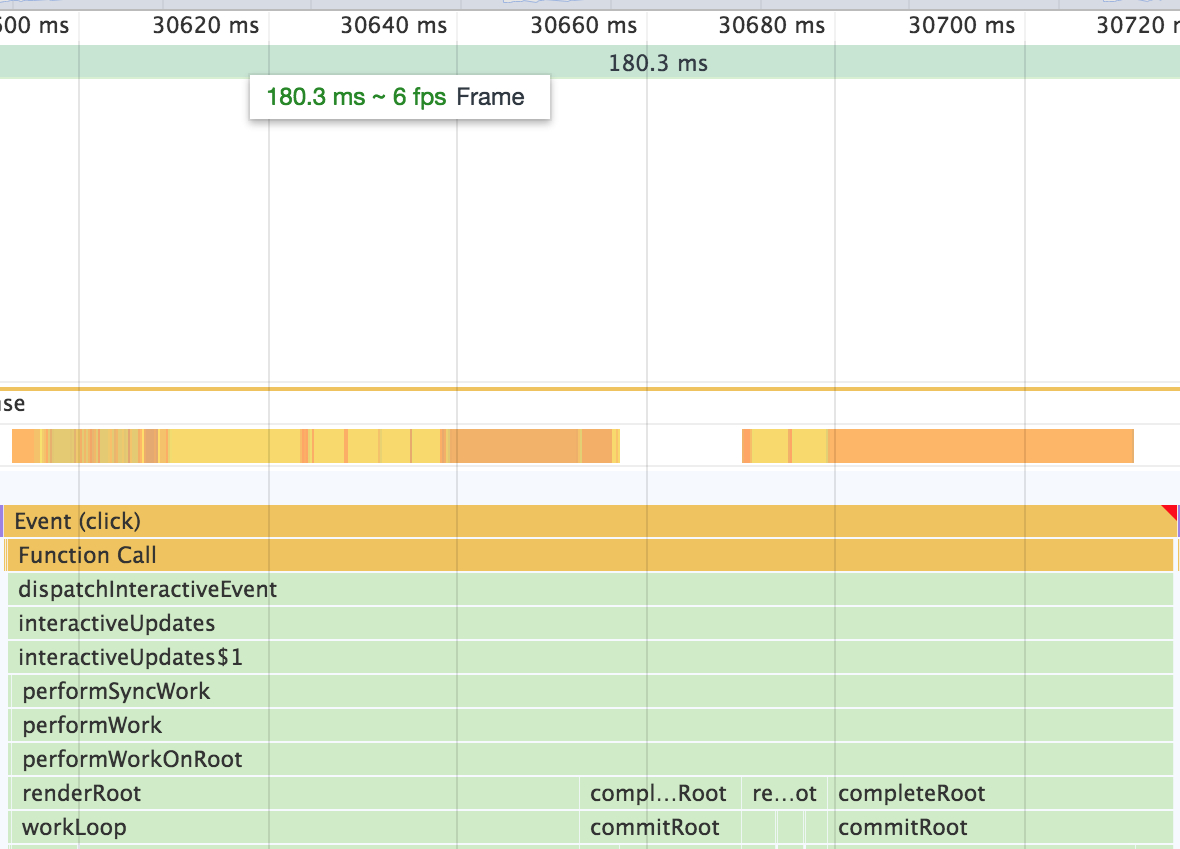 600 ms 30620 ms 30640 ms 30660 ms 30680 ms 30700 ms 30720
180.3 ms
180.3 ms ~ 6 fps Frame
Event (click)
Function Call
dispatchInteractiveEvent
interactiveUpdates
interactiveUpdates$1
performSyncWork
performWork
performWorkOnRoot
renderRoot compl...Root re...ot completeRoot
workLoop commitRoot commitRoot